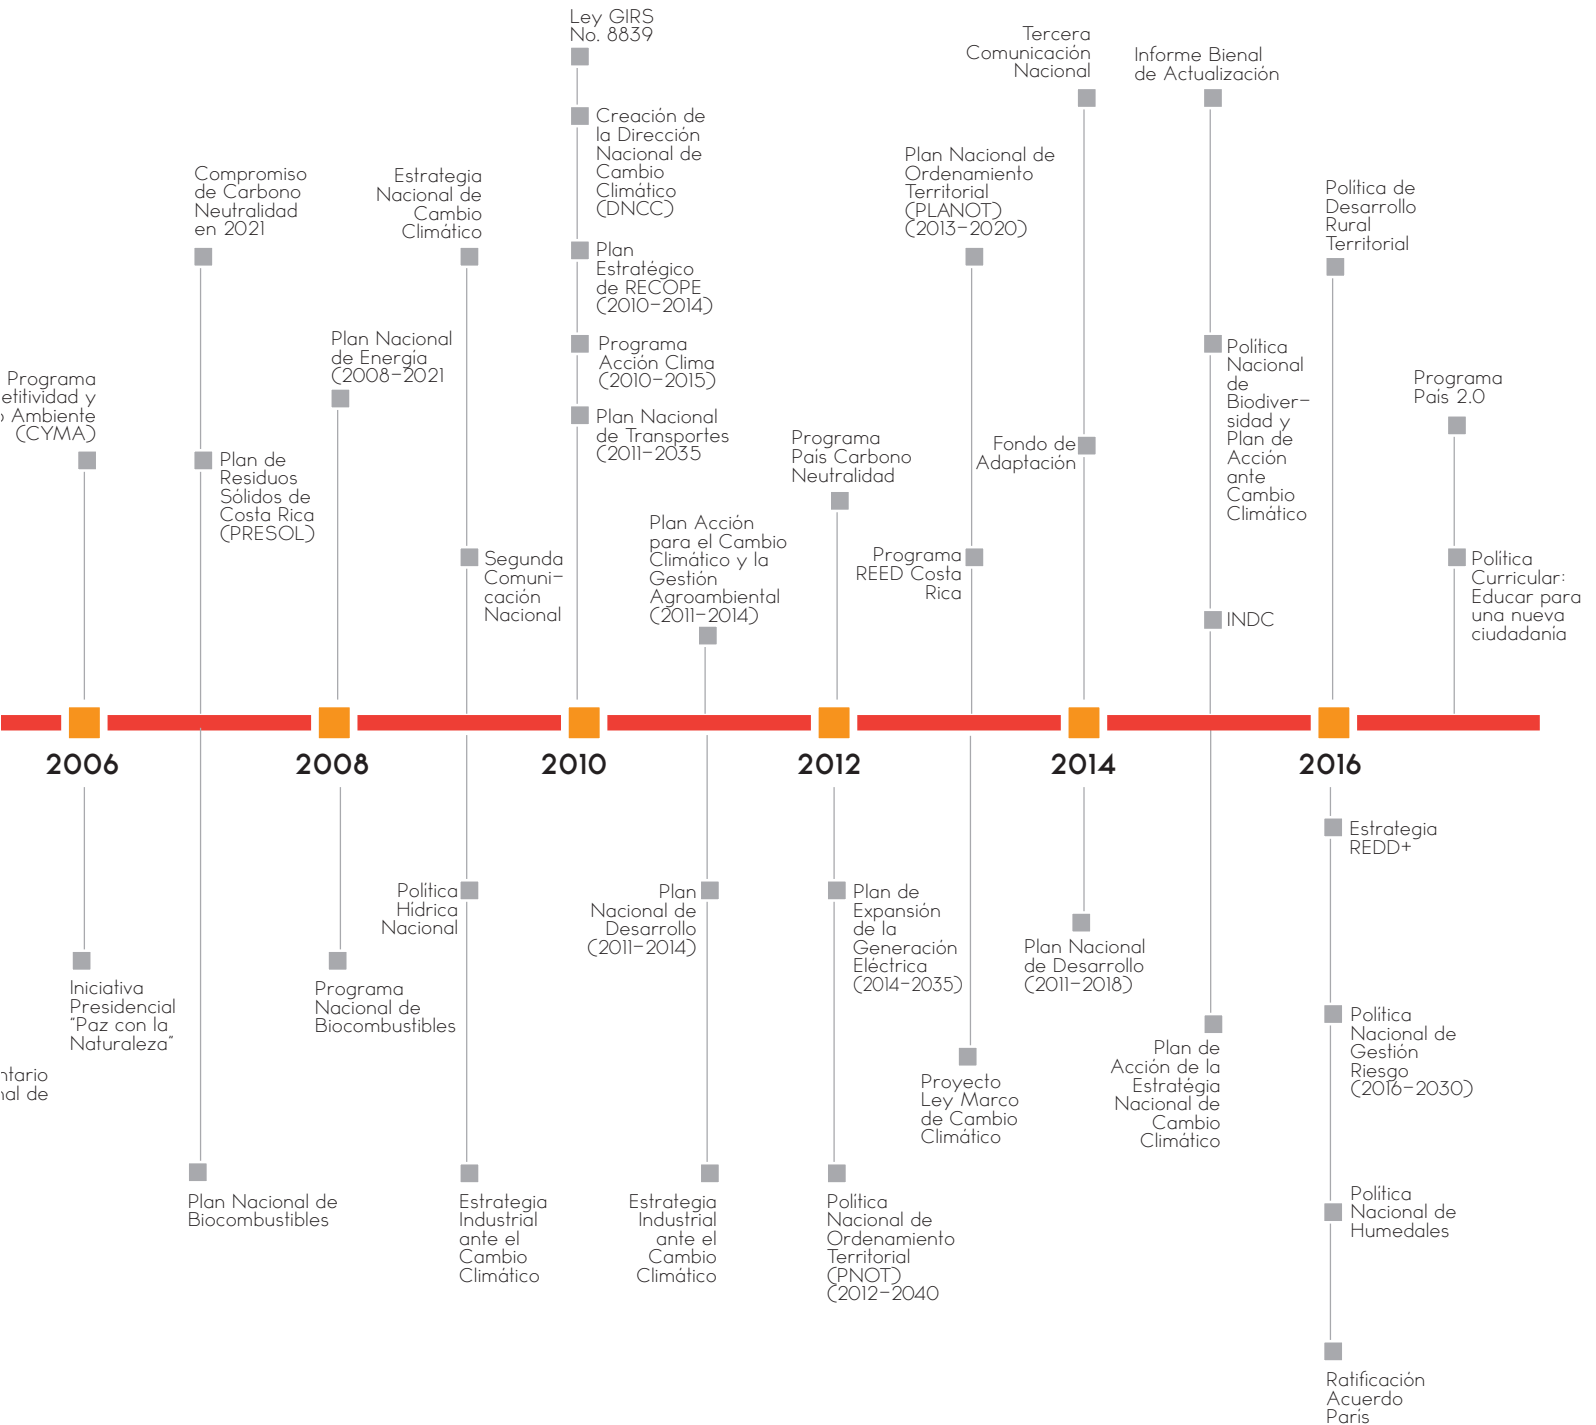 Ley GIRS
No. 8839
Creación de
la Dirección
Nacional de
Cambio
Climático
(DNCC)
Plan
Estratégico
de RECOPE
(2010-2014)
Programa
Acción Clima
(2010-2015)
Plan Nacional
de Transportes
(2011-2035
Tercera
Comunicación
Nacional
Informe Bienal
de Actualización
Compromiso
de Carbono
Neutralidad
en 2021
Estrategia
Nacional de
Cambio
Climático
Plan Nacional de
Ordenamiento
Territorial
(PLANOT)
(2013-2020)
Política de
Desarrollo
Rural
Territorial
Programa
etitividad y
Ambiente
(CYMA)
Plan de
Residuos
Sólidos de
Costa Rica
(PRESOL)
Plan Nacional
de Energía
(2008-2021
Segunda
Comuni-
cación
Nacional
Plan Acción
para el Cambio
Climático y la
Gestión
Agroambiental
(2011-2014)
Programa
País Carbono
Neutralidad
Programa
REED Costa
Rica
Fondo de
Adaptación
Política
Nacional
de
Biodiver-
sidad y
Plan de
Acción
ante
Cambio
Climático
INDC
Programa
País 2.0
Política
Curricular:
Educar para
una nueva
ciudadanía
2006
2008
2010
2012
2014
2016
Iniciativa
Presidencial
"Paz con la
Naturaleza"
ntario
nal de
Plan Nacional de
Biocombustibles
Programa
Nacional de
Biocombustibles
Política
Hídrica
Nacional
Estrategia
Industrial
ante el
Cambio
Climático
Plan
Nacional de
Desarrollo
(2011-2014)
Estrategia
Industrial
ante el
Cambio
Climático
Plan de
Expansión
de la
Generación
Eléctrica
(2014-2035)
Política
Nacional de
Ordenamiento
Territorial
(PNOT)
(2012-2040
Proyecto
Ley Marco
de Cambio
Climático
Plan Nacional
de Desarrollo
(2011-2018)
Plan de
Acción de la
Estratégia
Nacional de
Cambio
Climático
Estrategia
REDD+
Política
Nacional de
Gestión
Riesgo
(2016-2030)
Política
Nacional de
Humedales
Ratificación
Acuerdo
París